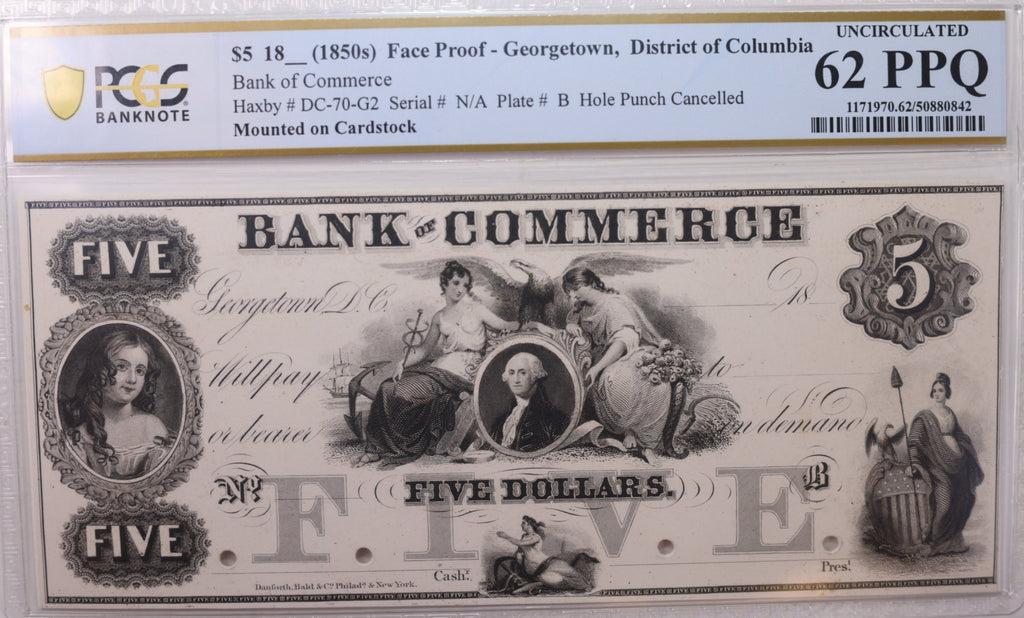 $5 18__ (1850s) Face Proof - Georgetown, District of Columbia
Bank of Commerce
Haxby # DC-70-G2 Serial # N/A Plate # B Hole Punch Cancelled
Mounted on Cardstock
PCGS
BANKNOTE
UNCIRCULATED
62 PPQ
1171970.62/50880842
BANK OF COMMERCE
FIVE
5
Georgetown, D.C. 18
Will pay to
or bearer on demand
No. FIVE DOLLARS. B
FIVE
FIVE
Cash.r Pres.t
Danforth, Bald & Co. Philada. & New York.